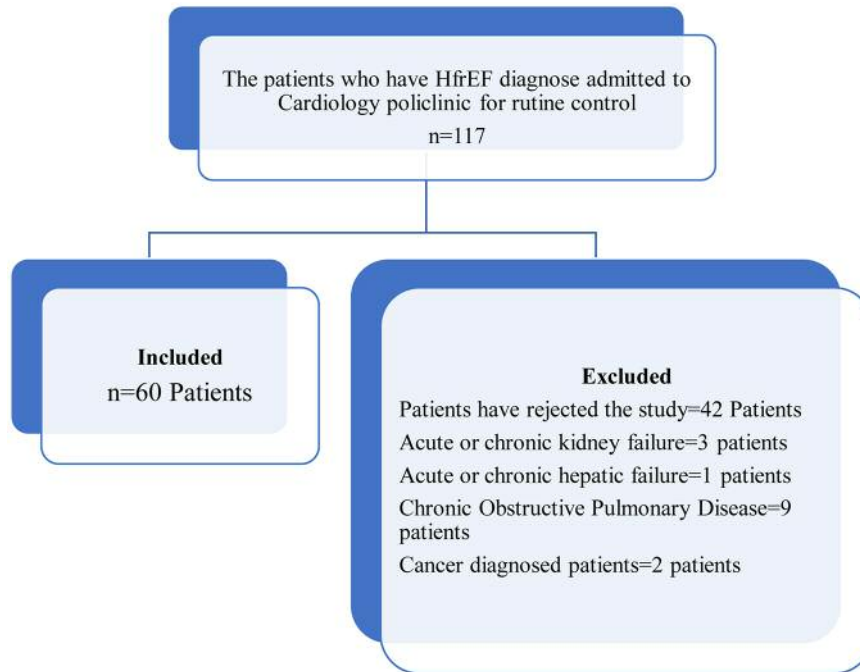 The patients who have HfrEF diagnose admitted to
Cardiology policlinic for rutine control
n=117
Included
n=60 Patients
Excluded
Patients have rejected the study=42 Patients
Acute or chronic kidney failure=3 patients
Acute or chronic hepatic failure=1 patients
Chronic Obstructive Pulmonary Disease=9
patients
Cancer diagnosed patients=2 patients